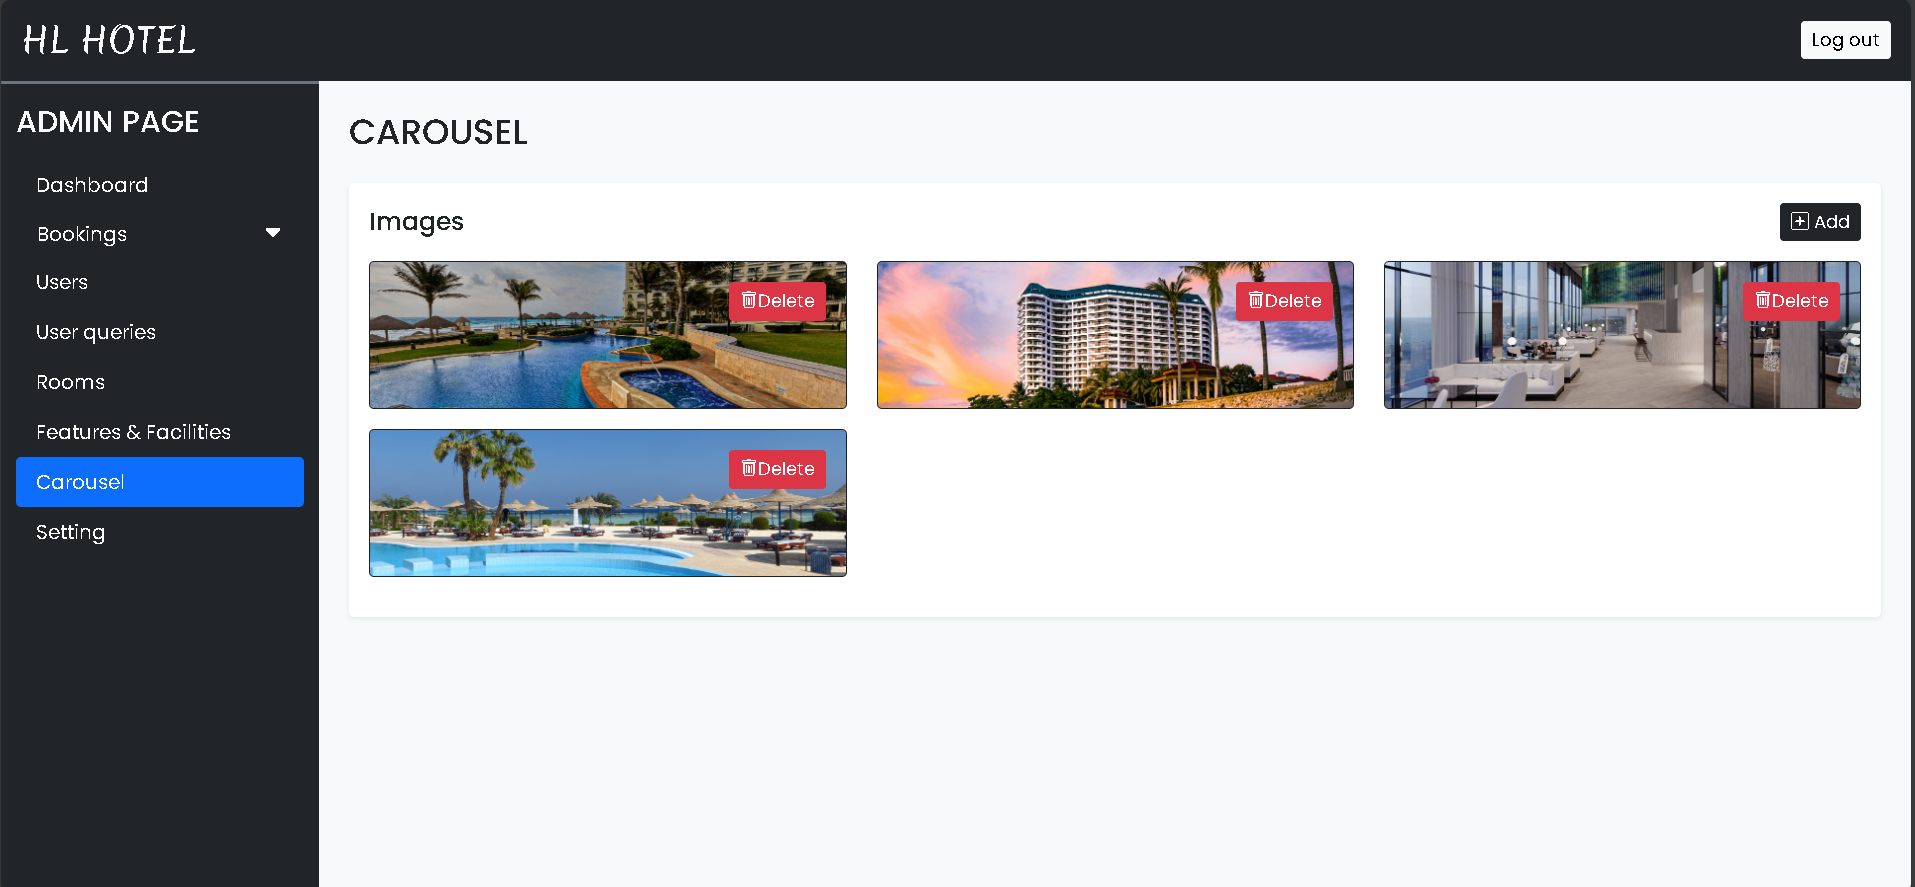 HL HOTEL
Log out
ADMIN PAGE
Dashboard
Bookings
Users
User queries
Rooms
Features & Facilities
Carousel
Setting
CAROUSEL
Images
Add
Delete
Delete
Delete
Delete